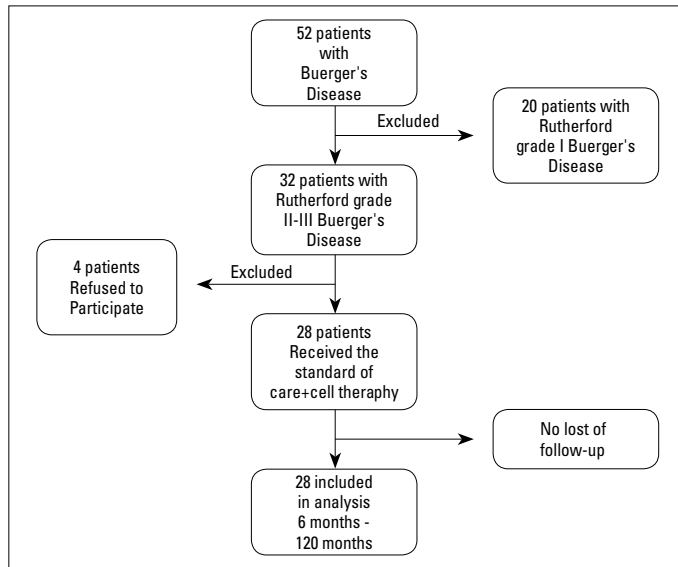 52 patients
with
Buerger's
Disease
Excluded
20 patients with
Rutherford
grade I Buerger's
Disease
32 patients with
Rutherford grade
II-III Buerger's
Disease
Excluded
4 patients
Refused to
Participate
28 patients
Received the
standard of
care+cell theraphy
No lost of
follow-up
28 included
in analysis
6 months -
120 months